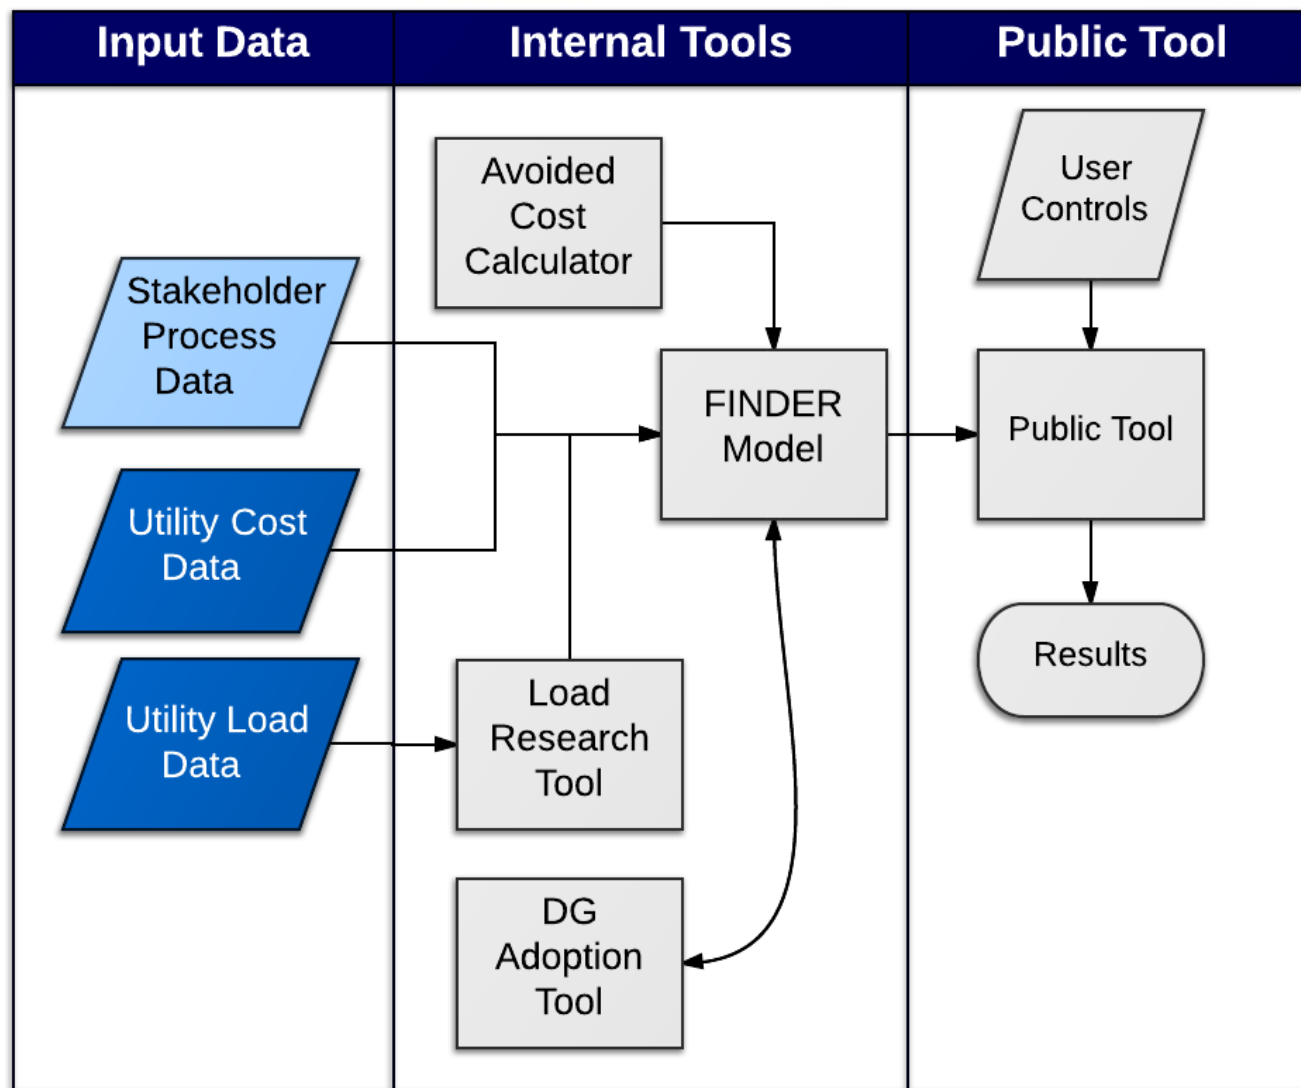 Input Data
Internal Tools
Public Tool
Stakeholder
Process
Data
Utility Cost
Data
Utility Load
Data
Avoided
Cost
Calculator
FINDER
Model
Load
Research
Tool
DG
Adoption
Tool
User
Controls
Public Tool
Results